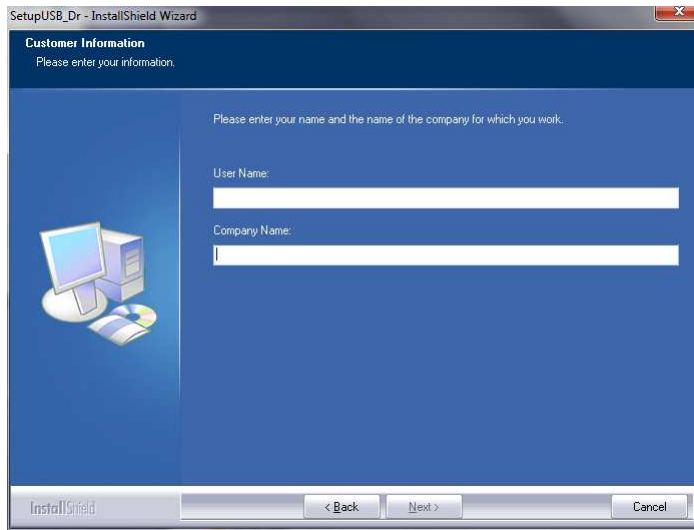 SetupUSB_Dr - InstallShield Wizard
Customer Information
Please enter your information.
Please enter your name and the name of the company for which you work.
User Name:
Company Name:
InstallShield
< Back
Next >
Cancel